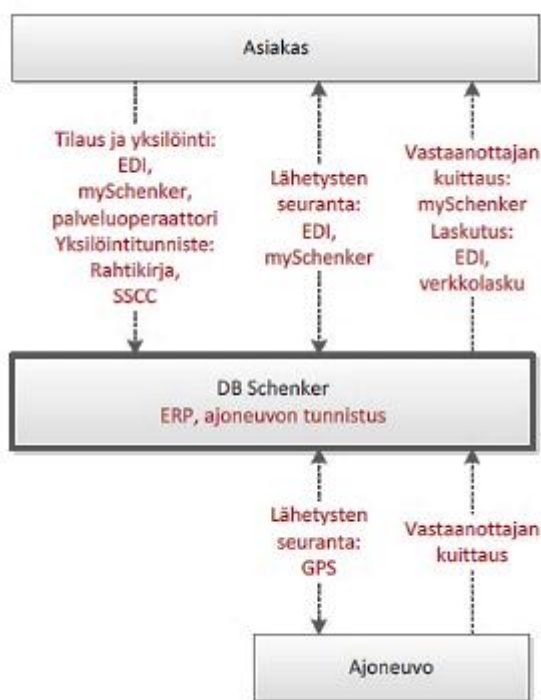 Asiakas
Tilaus ja yksilöinti:
EDI,
mySchenker,
palveluoperaattori
Yksilöintitunniste:
Rahtikirja,
SSCC
Lähetysten
seuranta:
EDI,
mySchenker
Vastaanottajan
kuittaus:
mySchenker
Laskutus:
EDI,
verkkolasku
DB Schenker
ERP, ajoneuvon tunnistus
Lähetysten
seuranta:
GPS
Vastaanottajan
kuittaus
Ajoneuvo